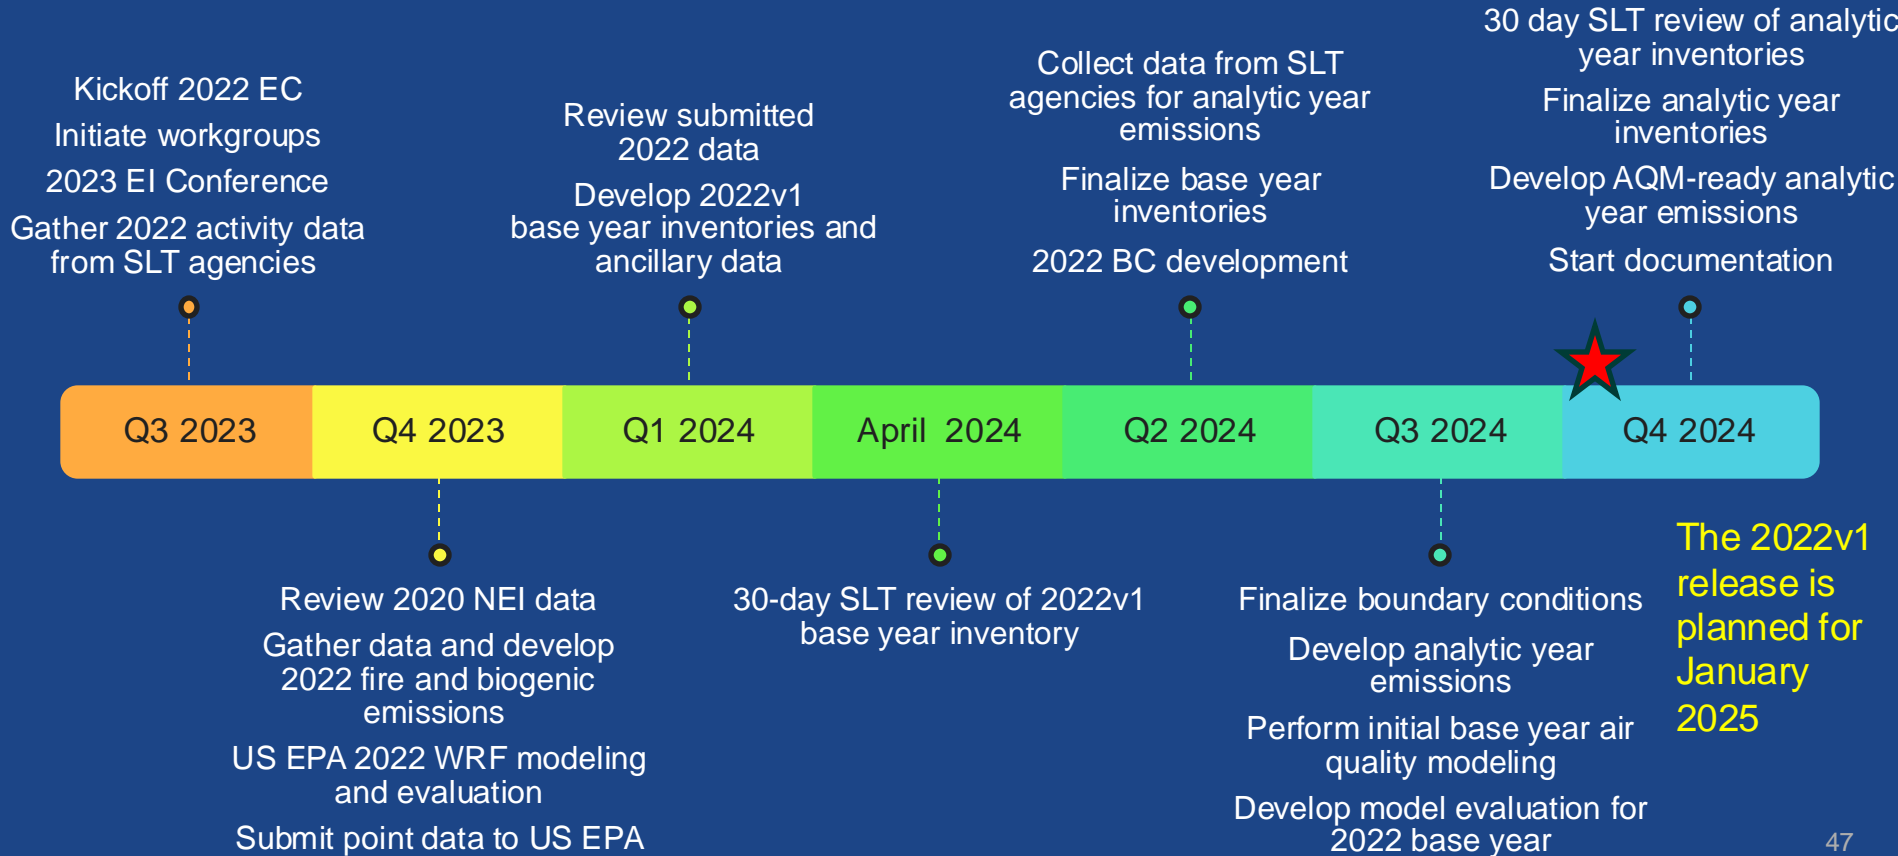 Kickoff 2022 EC
Initiate workgroups
2023 EI Conference
Gather 2022 activity data
from SLT agencies
Review submitted
2022 data
Develop 2022v1
base year inventories and
ancillary data
Collect data from SLT
agencies for analytic year
emissions
Finalize base year
inventories
2022 BC development
30 day SLT review of analytic
year inventories
Finalize analytic year
inventories
Develop AQM-ready analytic
year emissions
Start documentation
Q3 2023
Q4 2023
Q1 2024
April 2024
Q2 2024
Q3 2024
Q4 2024
Review 2020 NEI data
Gather data and develop
2022 fire and biogenic
emissions
US EPA 2022 WRF modeling
and evaluation
Submit point data to US EPA
30-day SLT review of 2022v1
base year inventory
Finalize boundary conditions
Develop analytic year
emissions
Perform initial base year air
quality modeling
Develop model evaluation for
2022 base year
The 2022v1
release is
planned for
January
2025
47